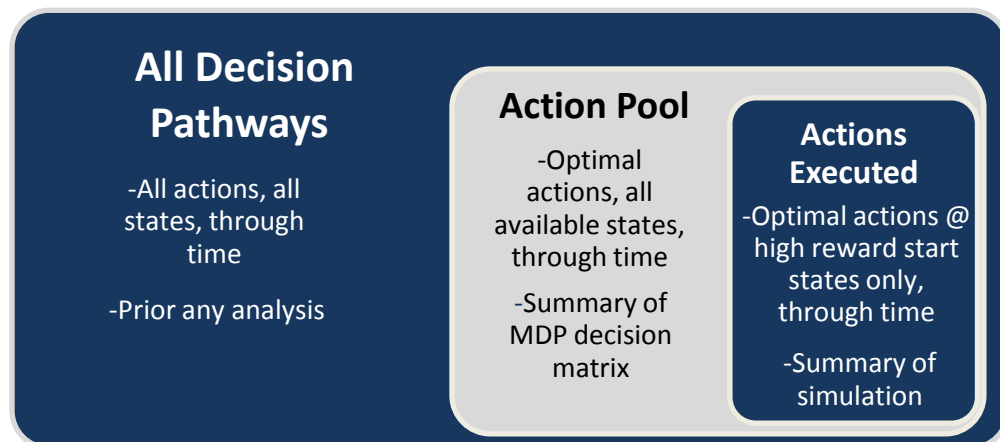 All Decision
Pathways
-All actions, all
states, through
time
-Prior any analysis
Action Pool
-Optimal
actions, all
available states,
through time
-Summary of
MDP decision
matrix
Actions
Executed
-Optimal actions @
high reward start
states only,
through time
-Summary of
simulation